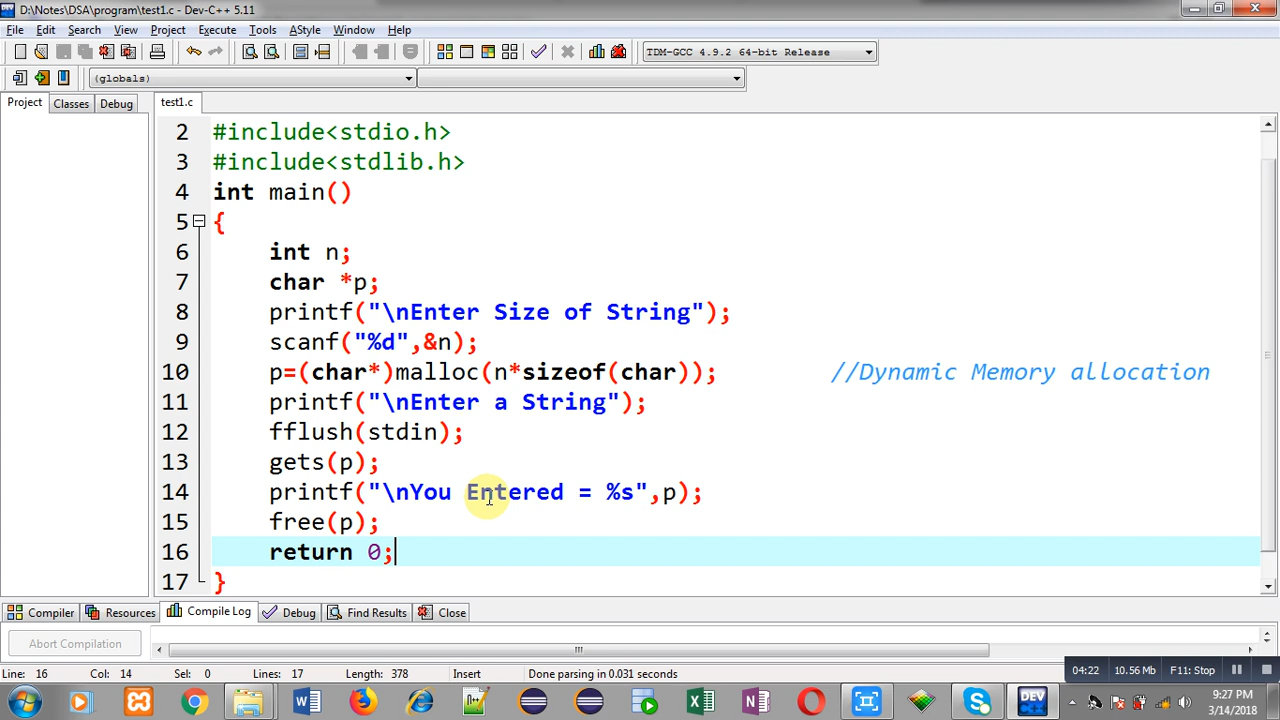 D:\Notes\DSA\program\test1.c - Dev-C++ 5.11
File Edit Search View Project Execute Tools AStyle Window Help
TDM-GCC 4.9.2 64-bit Release
(globals)
Project Classes Debug test1.c
2 #include<stdio.h>
3 #include<stdlib.h>
4 int main()
5 {
6 int n;
7 char *p;
8 printf("\nEnter Size of String");
9 scanf("%d",&n);
10 p=(char*)malloc(n*sizeof(char)); //Dynamic Memory allocation
11 printf("\nEnter a String");
12 fflush(stdin);
13 gets(p);
14 printf("\nYou Entered = %s",p);
15 free(p);
16 return 0;
17 }
Compiler Resources Compile Log Debug Find Results Close
Abort Compilation
Line: 16 Col: 14 Sel: 0 Lines: 17 Length: 378 Insert Done parsing in 0.031 seconds
04:22 10.56 Mb F11: Stop
DEV
9:27 PM
3/14/2018